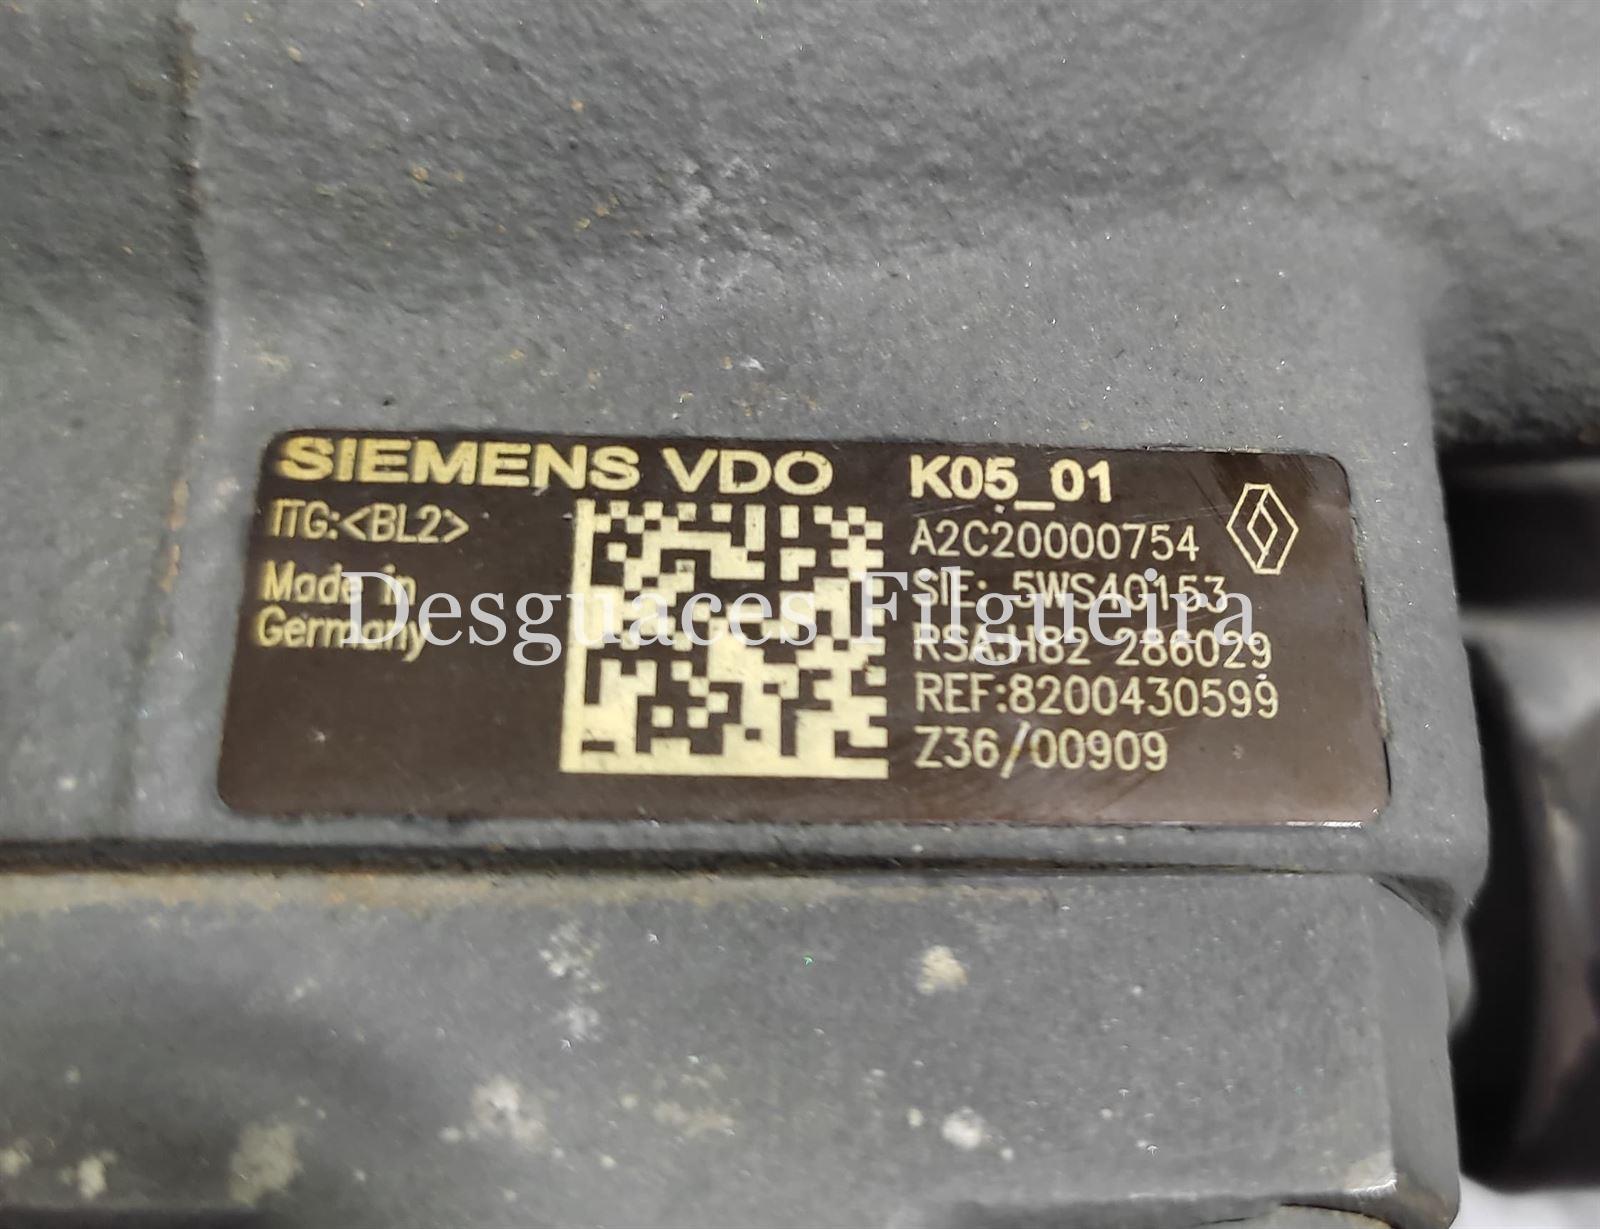 SIEMENS VDO K05_01
ITG:<BL2>
A2C20000754
Made in
Germany
SIE: 5WS40153
RSA:H82 286029
REF:8200430599
Z36/00909
Desguaces Filgueira